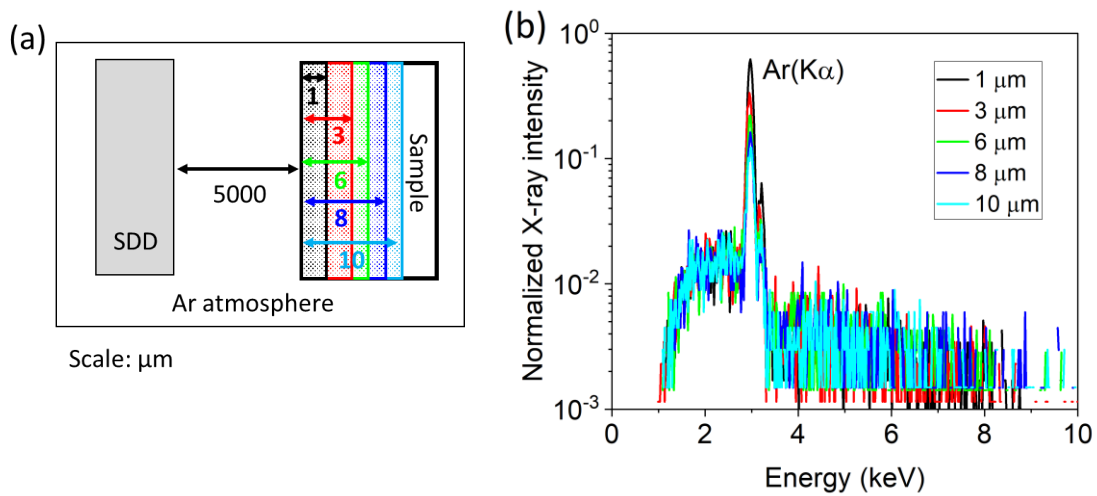 (a)
1
3
6
8
10
5000
SDD
Sample
Ar atmosphere
Scale: μm
(b)
Normalized X-ray intensity
10⁰
10⁻¹
10⁻²
10⁻³
Ar(Kα)
1 μm
3 μm
6 μm
8 μm
10 μm
0 2 4 6 8 10
Energy (keV)